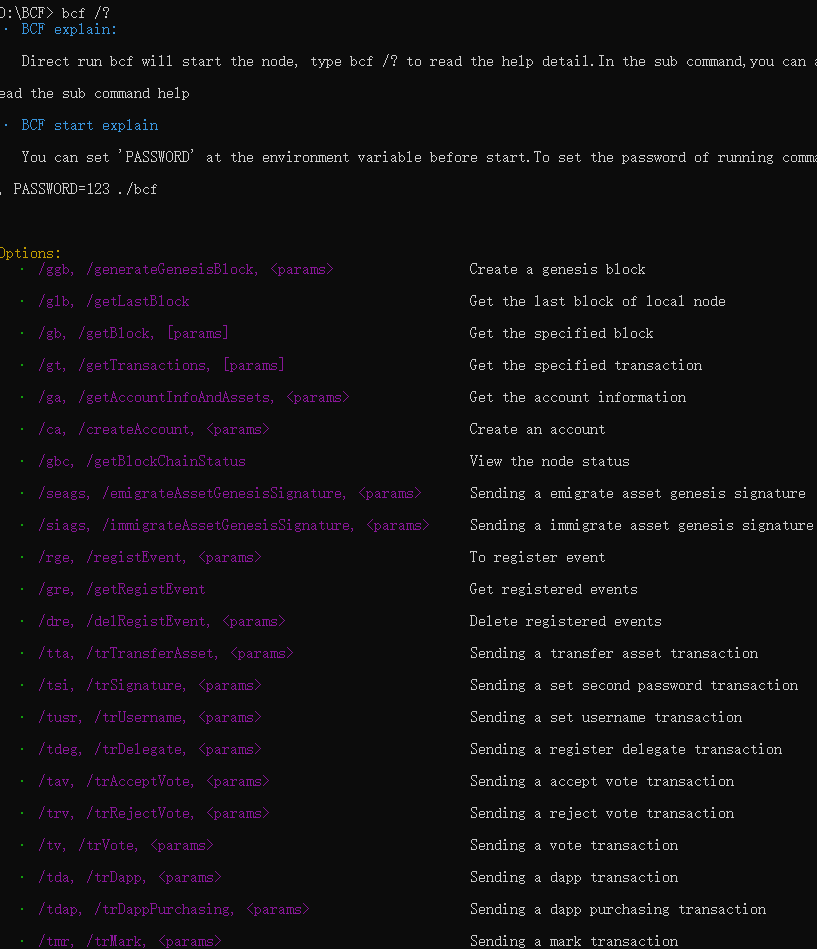 D:\BCF> bcf /?
· BCF explain:
Direct run bcf will start the node, type bcf /? to read the help detail.In the sub command,you can a
ead the sub command help
· BCF start explain
You can set 'PASSWORD' at the environment variable before start.To set the password of running comma
, PASSWORD=123 ./bcf
Options:
· /ggb, /generateGenesisBlock, <params> Create a genesis block
· /glb, /getLastBlock Get the last block of local node
· /gb, /getBlock, [params] Get the specified block
· /gt, /getTransactions, [params] Get the specified transaction
· /ga, /getAccountInfoAndAssets, <params> Get the account information
· /ca, /createAccount, <params> Create an account
· /gbc, /getBlockChainStatus View the node status
· /seags, /emigrateAssetGenesisSignature, <params> Sending a emigrate asset genesis signature
· /siags, /immigrateAssetGenesisSignature, <params> Sending a immigrate asset genesis signature
· /rge, /registEvent, <params> To register event
· /gre, /getRegistEvent Get registered events
· /dre, /delRegistEvent, <params> Delete registered events
· /tta, /trTransferAsset, <params> Sending a transfer asset transaction
· /tsi, /trSignature, <params> Sending a set second password transaction
· /tusr, /trUsername, <params> Sending a set username transaction
· /tdeg, /trDelegate, <params> Sending a register delegate transaction
· /tav, /trAcceptVote, <params> Sending a accept vote transaction
· /trv, /trRejectVote, <params> Sending a reject vote transaction
· /tv, /trVote, <params> Sending a vote transaction
· /tda, /trDapp, <params> Sending a dapp transaction
· /tdap, /trDappPurchasing, <params> Sending a dapp purchasing transaction
· /tmr, /trMark, <params> Sending a mark transaction